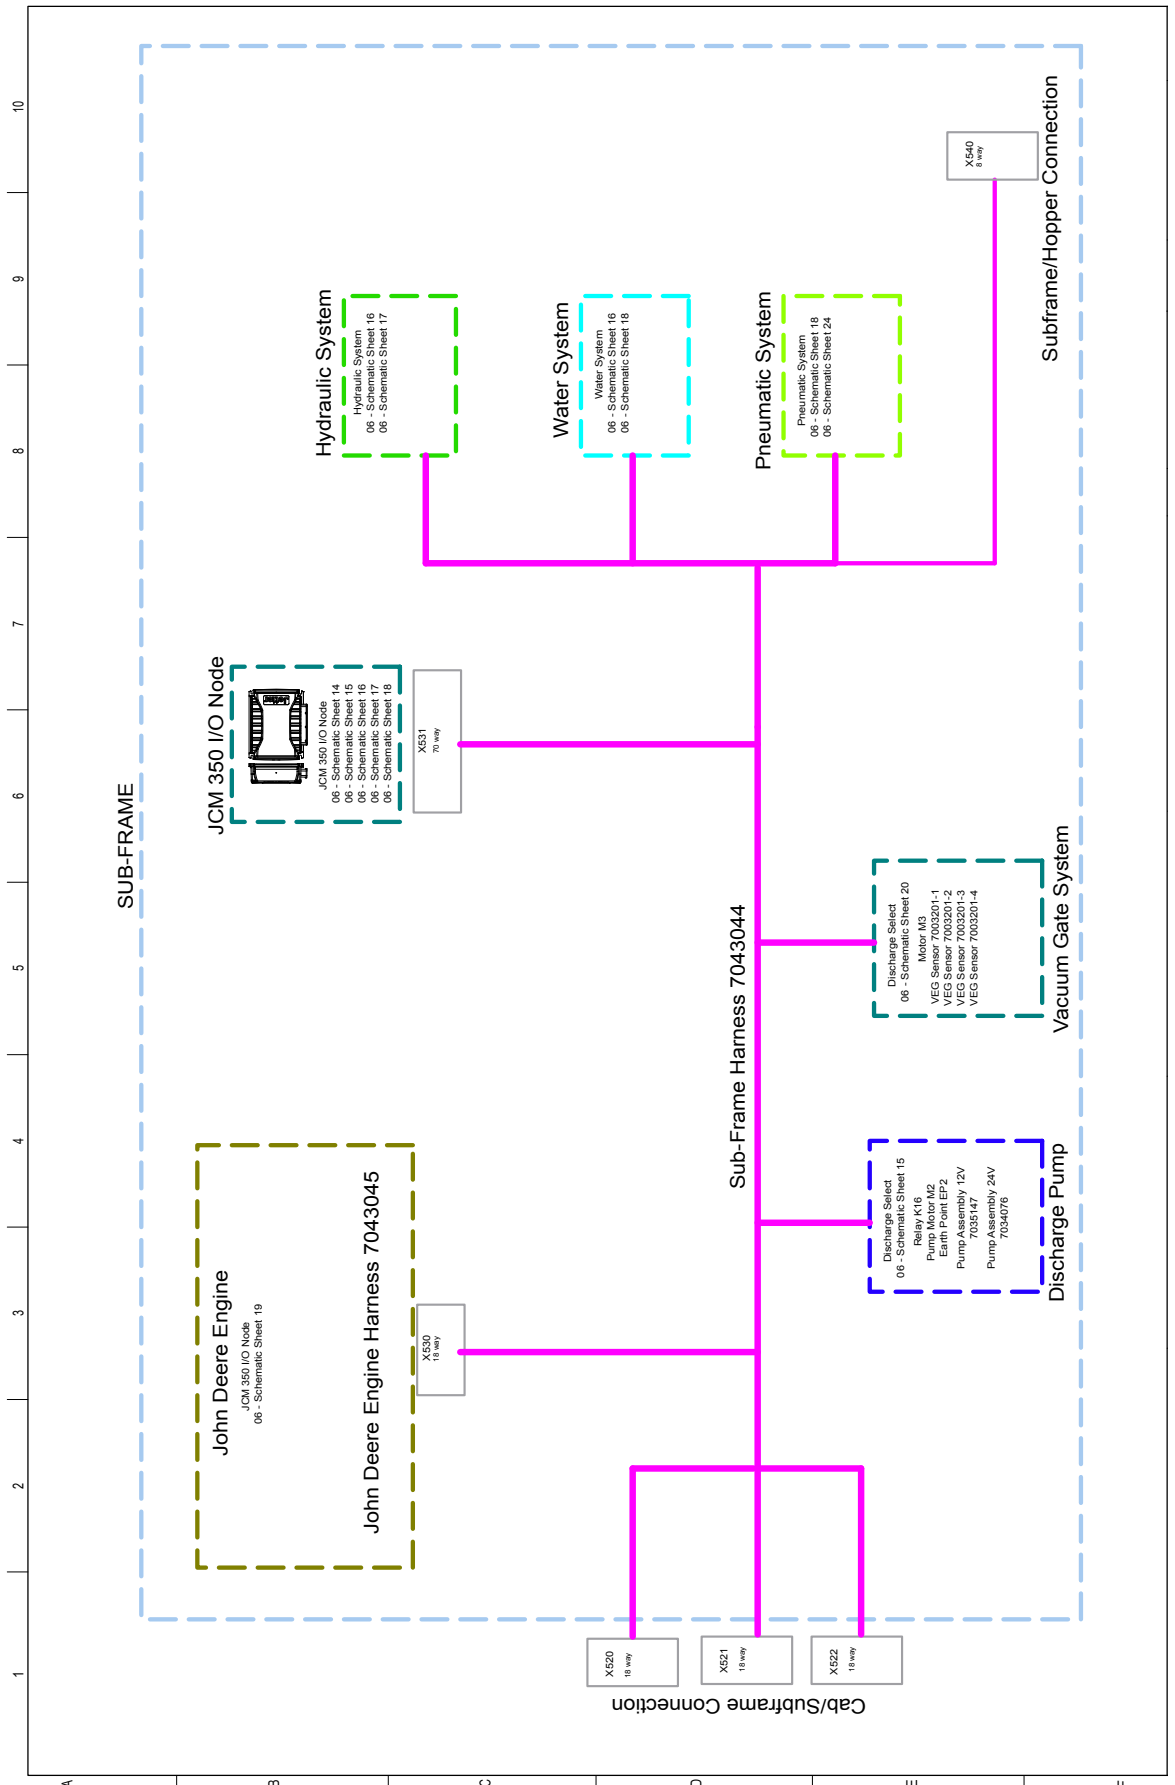 SUB-FRAME
John Deere Engine
JCM 350 I/O Node
06 - Schematic Sheet 19
John Deere Engine Harness 7043045
X530
18 way
JCM 350 I/O Node
JCM 350 I/O Node
06 - Schematic Sheet 14
06 - Schematic Sheet 15
06 - Schematic Sheet 16
06 - Schematic Sheet 17
06 - Schematic Sheet 18
X531
70 way
Hydraulic System
Hydraulic System
06 - Schematic Sheet 16
06 - Schematic Sheet 17
Water System
Water System
06 - Schematic Sheet 16
06 - Schematic Sheet 18
Pneumatic System
Pneumatic System
06 - Schematic Sheet 18
06 - Schematic Sheet 24
X540
8 way
Subframe/Hopper Connection
Sub-Frame Harness 7043044
Cab/Subframe Connection
X520
18 way
X521
18 way
X522
18 way
Discharge Select
06 - Schematic Sheet 15
Relay K16
Pump Motor M2
Earth Point EP2
Pump Assembly 12V
7035147
Pump Assembly 24V
7034076
Discharge Pump
Discharge Select
06 - Schematic Sheet 20
Motor M3
VEG Sensor 7003201-1
VEG Sensor 7003201-2
VEG Sensor 7003201-3
VEG Sensor 7003201-4
Vacuum Gate System
1
2
3
4
5
6
7
8
9
10